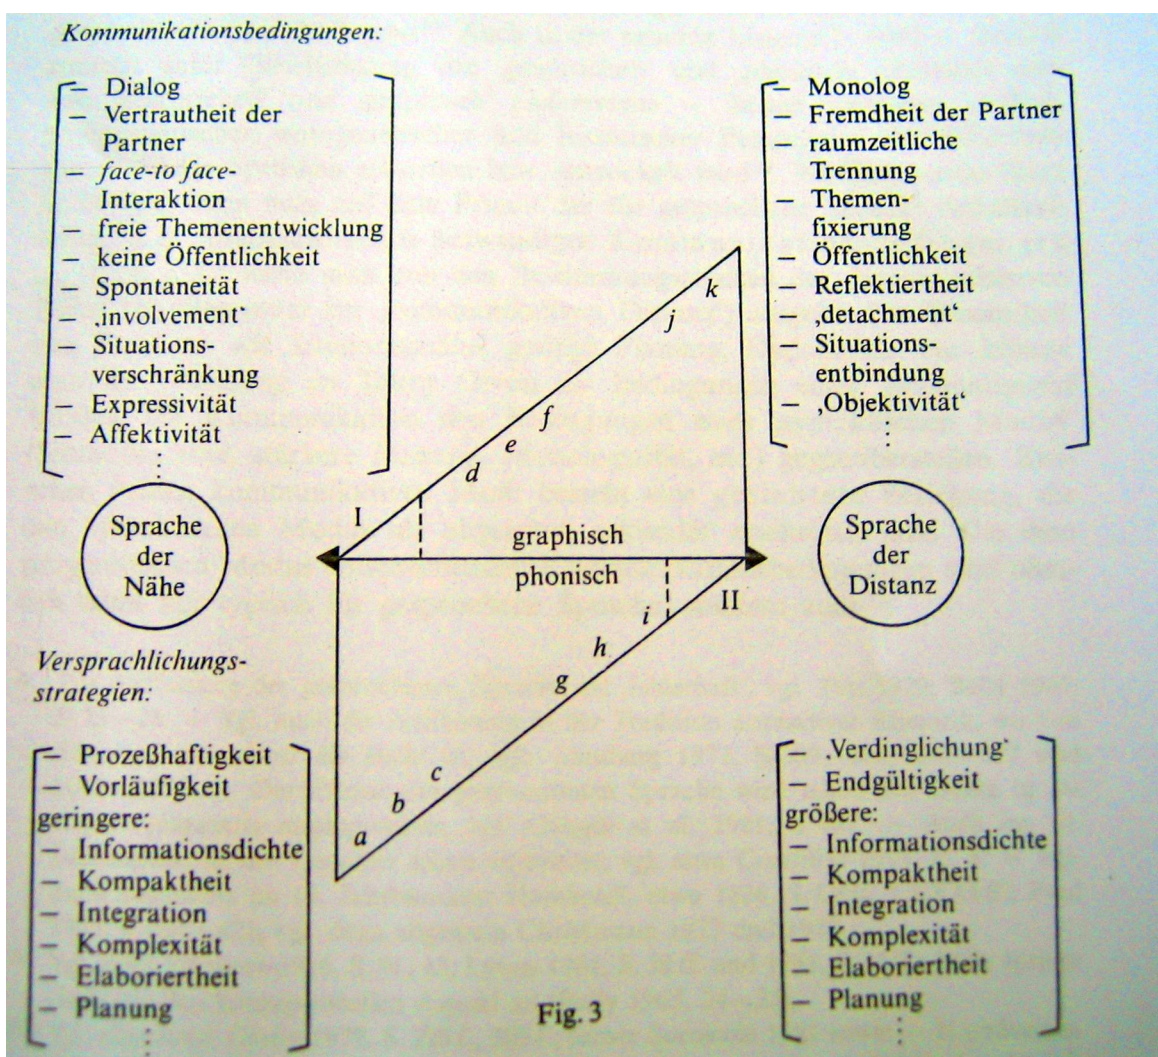 Kommunikationsbedingungen:
– Dialog
– Vertrautheit der
Partner
– face-to face-
Interaktion
– freie Themenentwicklung
– keine Öffentlichkeit
– Spontaneität
– ‚involvement‘
– Situations-
verschränkung
– Expressivität
– Affektivität
– Monolog
– Fremdheit der Partner
– raumzeitliche
Trennung
– Themen-
fixierung
– Öffentlichkeit
– Reflektiertheit
– ‚detachment‘
– Situations-
entbindung
– ‚Objektivität‘
k
j
f
e
d
I
Sprache
der
Nähe
graphisch
phonisch
Sprache
der
Distanz
II
i
h
g
c
b
a
Versprachlichungs-
strategien:
– Prozeßhaftigkeit
– Vorläufigkeit
geringere:
– Informationsdichte
– Kompaktheit
– Integration
– Komplexität
– Elaboriertheit
– Planung
– ‚Verdinglichung‘
– Endgültigkeit
größere:
– Informationsdichte
– Kompaktheit
– Integration
– Komplexität
– Elaboriertheit
– Planung
Fig. 3